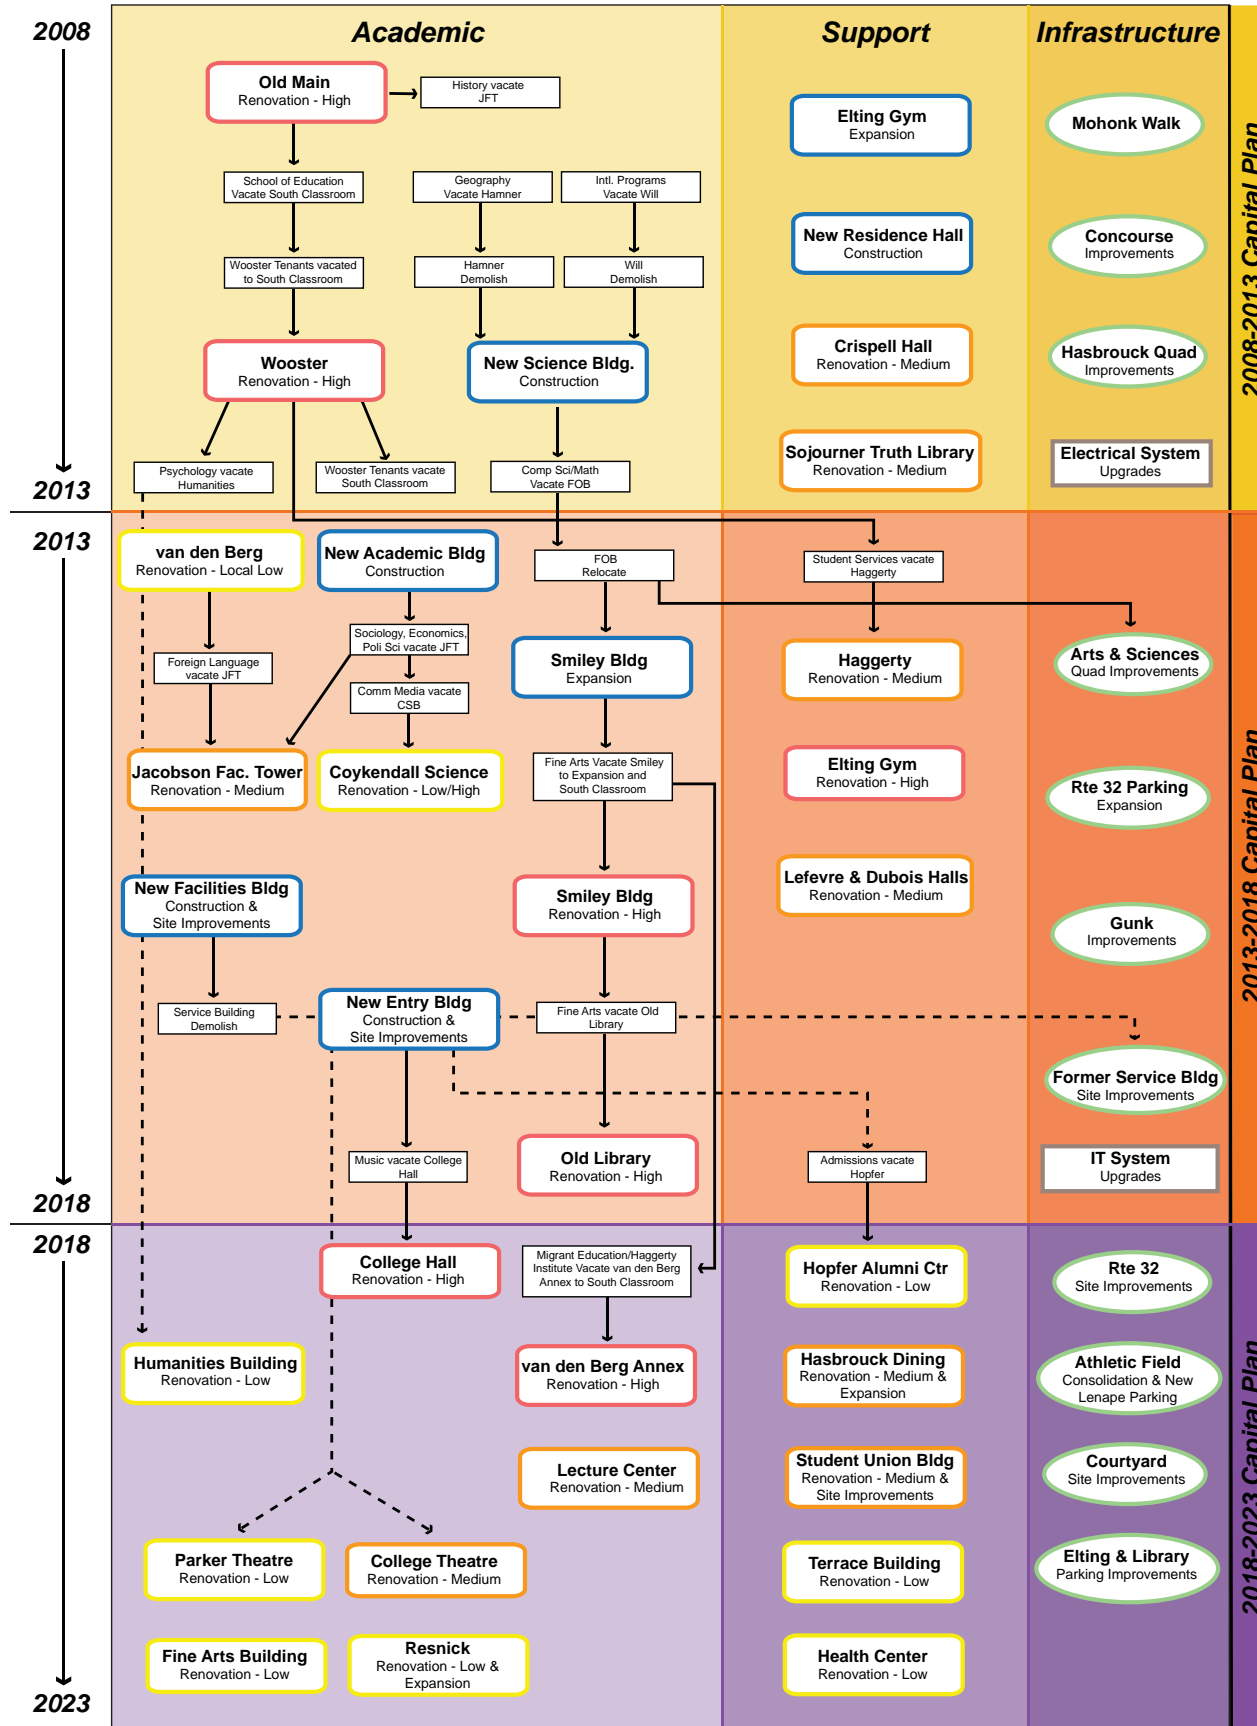 2008
Academic
Support
Infrastructure
2008-2013 Capital Plan
Old Main
Renovation - High
History vacate
JFT
School of Education
Vacate South Classroom
Geography
Vacate Hamner
Intl. Programs
Vacate Will
Wooster Tenants vacated
to South Classroom
Hamner
Demolish
Will
Demolish
Wooster
Renovation - High
New Science Bldg.
Construction
Psychology vacate
Humanities
Wooster Tenants vacate
South Classroom
Comp Sci/Math
Vacate FOB
Elting Gym
Expansion
New Residence Hall
Construction
Crispell Hall
Renovation - Medium
Sojourner Truth Library
Renovation - Medium
Mohonk Walk
Concourse
Improvements
Hasbrouck Quad
Improvements
Electrical System
Upgrades
2013
2013
2013-2018 Capital Plan
van den Berg
Renovation - Local Low
New Academic Bldg
Construction
FOB
Relocate
Foreign Language
vacate JFT
Sociology, Economics,
Poli Sci vacate JFT
Comm Media vacate
CSB
Smiley Bldg
Expansion
Jacobson Fac. Tower
Renovation - Medium
Coykendall Science
Renovation - Low/High
Fine Arts Vacate Smiley
to Expansion and
South Classroom
New Facilities Bldg
Construction &
Site Improvements
Smiley Bldg
Renovation - High
Service Building
Demolish
New Entry Bldg
Construction &
Site Improvements
Fine Arts vacate Old
Library
Music vacate College
Hall
Old Library
Renovation - High
Student Services vacate
Haggerty
Haggerty
Renovation - Medium
Elting Gym
Renovation - High
Lefevre & Dubois Halls
Renovation - Medium
Admissions vacate
Hopfer
Arts & Sciences
Quad Improvements
Rte 32 Parking
Expansion
Gunk
Improvements
Former Service Bldg
Site Improvements
IT System
Upgrades
2018
2018
2018-2023 Capital Plan
College Hall
Renovation - High
Migrant Education/Haggerty
Institute Vacate van den Berg
Annex to South Classroom
Humanities Building
Renovation - Low
van den Berg Annex
Renovation - High
Lecture Center
Renovation - Medium
Parker Theatre
Renovation - Low
College Theatre
Renovation - Medium
Fine Arts Building
Renovation - Low
Resnick
Renovation - Low &
Expansion
Hopfer Alumni Ctr
Renovation - Low
Hasbrouck Dining
Renovation - Medium &
Expansion
Student Union Bldg
Renovation - Medium &
Site Improvements
Terrace Building
Renovation - Low
Health Center
Renovation - Low
Rte 32
Site Improvements
Athletic Field
Consolidation & New
Lenape Parking
Courtyard
Site Improvements
Elting & Library
Parking Improvements
2023